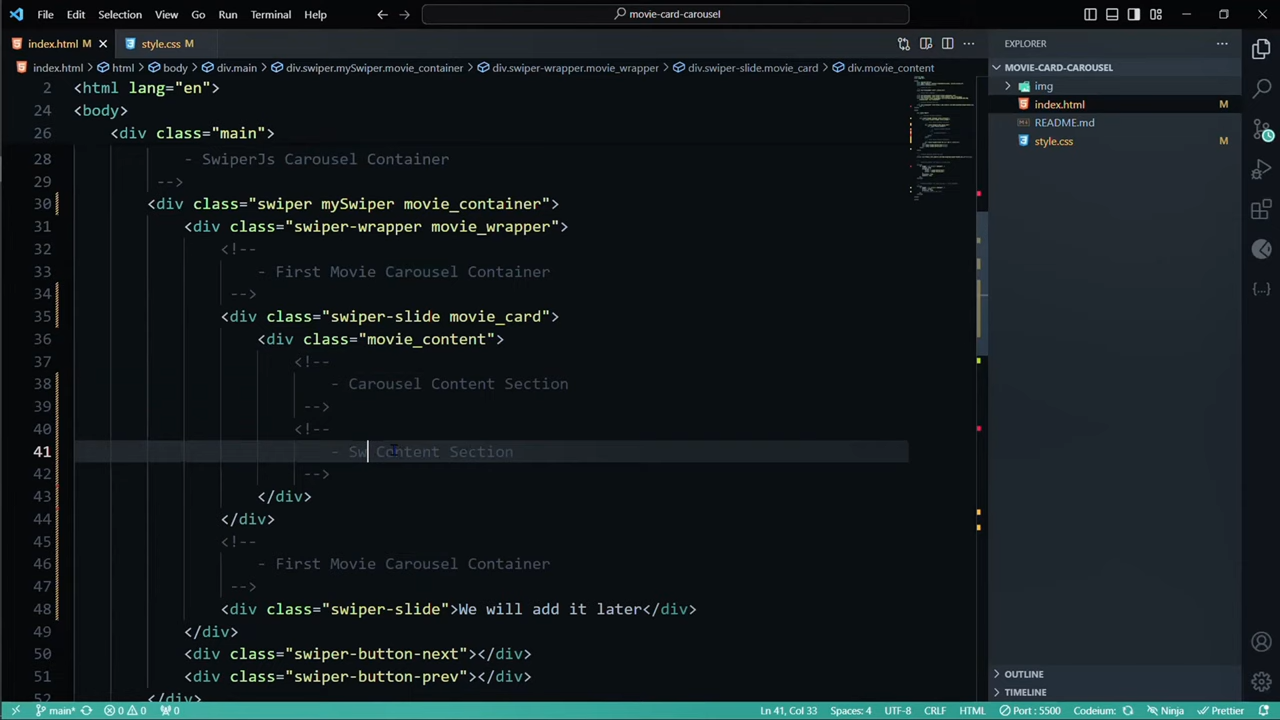 File Edit Selection View Go Run Terminal Help movie-card-carousel
index.html M style.css M
index.html html body div.main div.swiper.mySwiper.movie_container div.swiper-wrapper.movie_wrapper div.swiper-slide.movie_card div.movie_content
2 <html lang="en">
24 <body>
26 <div class="main">
28 - SwiperJs Carousel Container
29 -->
30 <div class="swiper mySwiper movie_container">
31 <div class="swiper-wrapper movie_wrapper">
32 <!--
33 - First Movie Carousel Container
34 -->
35 <div class="swiper-slide movie_card">
36 <div class="movie_content">
37 <!--
38 - Carousel Content Section
39 -->
40 <!--
41 - Sw Content Section
42 -->
43 </div>
44 </div>
45 <!--
46 - First Movie Carousel Container
47 -->
48 <div class="swiper-slide">We will add it later</div>
49 </div>
50 <div class="swiper-button-next"></div>
51 <div class="swiper-button-prev"></div>
52 </div>
EXPLORER
MOVIE-CARD-CAROUSEL
img
index.html M
README.md
style.css M
OUTLINE
TIMELINE
main* 0 0 0 Ln 41, Col 33 Spaces: 4 UTF-8 CRLF HTML Port : 5500 Codeium: Ninja Prettier